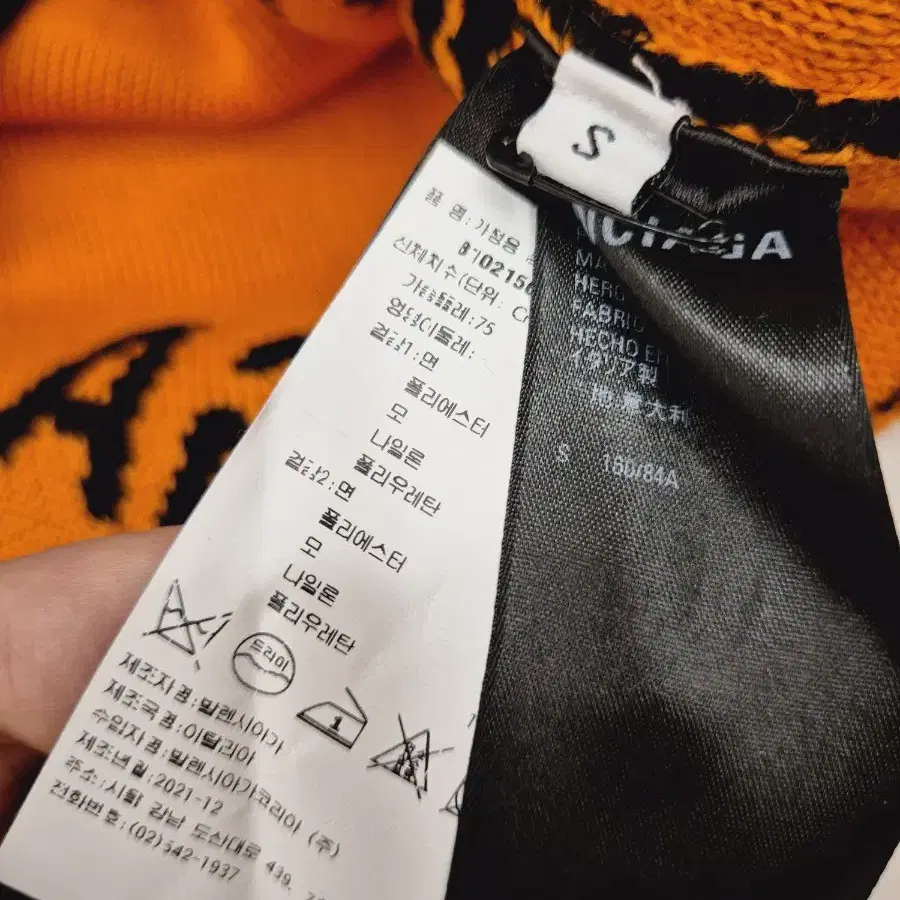 S
품 명:가정용
신체치수(단위:
가슴둘레:75
엉덩이둘레:
겉감1:면
폴리에스터
모
나일론
폴리우레탄
겉감2:면
폴리에스터
모
나일론
폴리우레탄
드라이
1
제조자명:발렌시아가
제조국명:이탈리아
수입자명:발렌시아가코리아 (주)
제조년월:2021-12
주소: 강남 도산대로 439,
전화번호: (02)542-1937
CIAGA
HECHO EN
イタリア製
意大利
S 160/84A